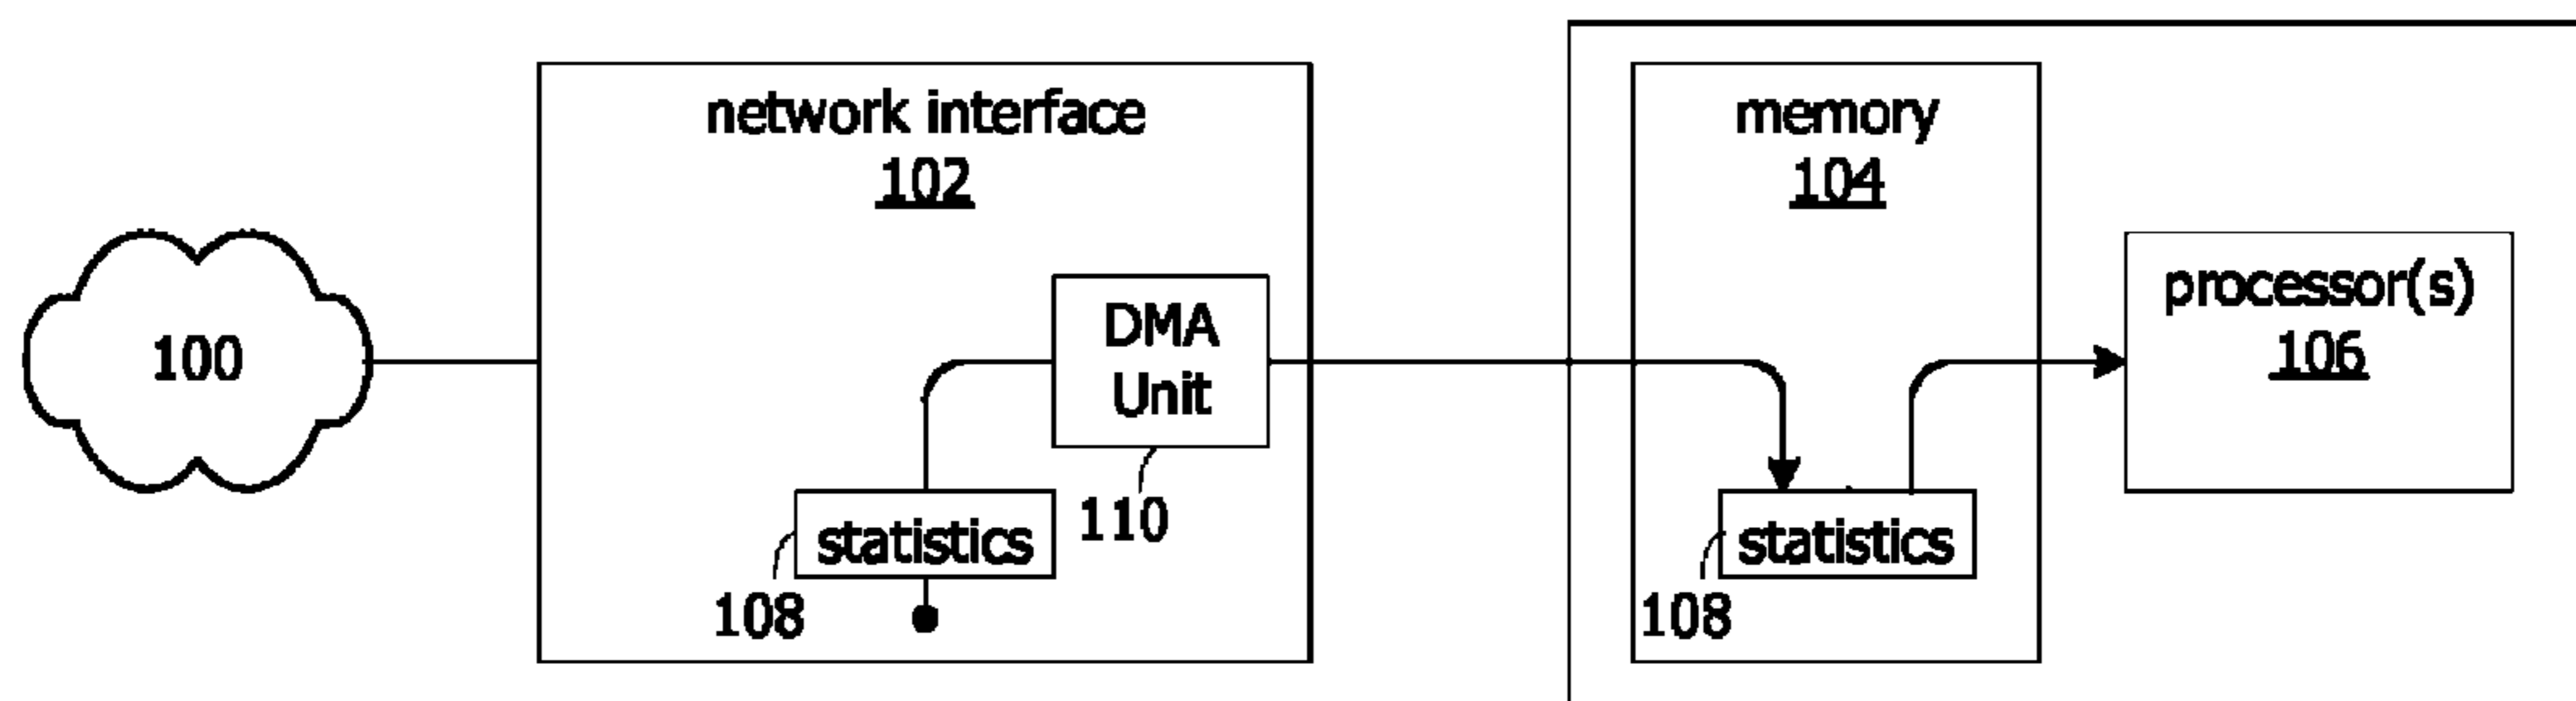 100
network interface
102
DMA
Unit
110
statistics
108
memory
104
statistics
108
processor(s)
106